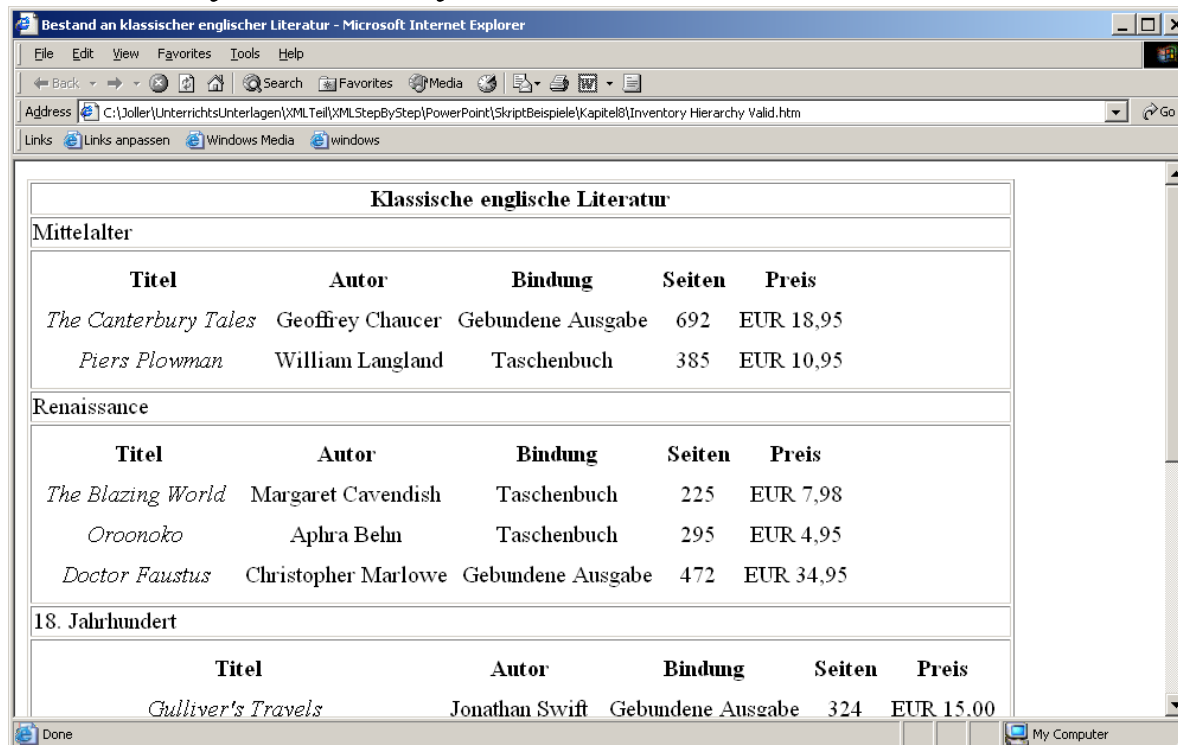 Bestand an klassischer englischer Literatur - Microsoft Internet Explorer
File Edit View Favorites Tools Help
Back Search Favorites Media
Address C:\Joller\UnterrichtsUnterlagen\XMLTeil\XMLStepByStep\PowerPoint\SkriptBeispiele\Kapitel8\Inventory Hierarchy Valid.htm Go
Links Links anpassen Windows Media windows
Klassische englische Literatur
Mittelalter
Titel Autor Bindung Seiten Preis
The Canterbury Tales Geoffrey Chaucer Gebundene Ausgabe 692 EUR 18,95
Piers Plowman William Langland Taschenbuch 385 EUR 10,95
Renaissance
Titel Autor Bindung Seiten Preis
The Blazing World Margaret Cavendish Taschenbuch 225 EUR 7,98
Oroonoko Aphra Behn Taschenbuch 295 EUR 4,95
Doctor Faustus Christopher Marlowe Gebundene Ausgabe 472 EUR 34,95
18. Jahrhundert
Titel Autor Bindung Seiten Preis
Gulliver's Travels Jonathan Swift Gebundene Ausgabe 324 EUR 15,00
Done My Computer